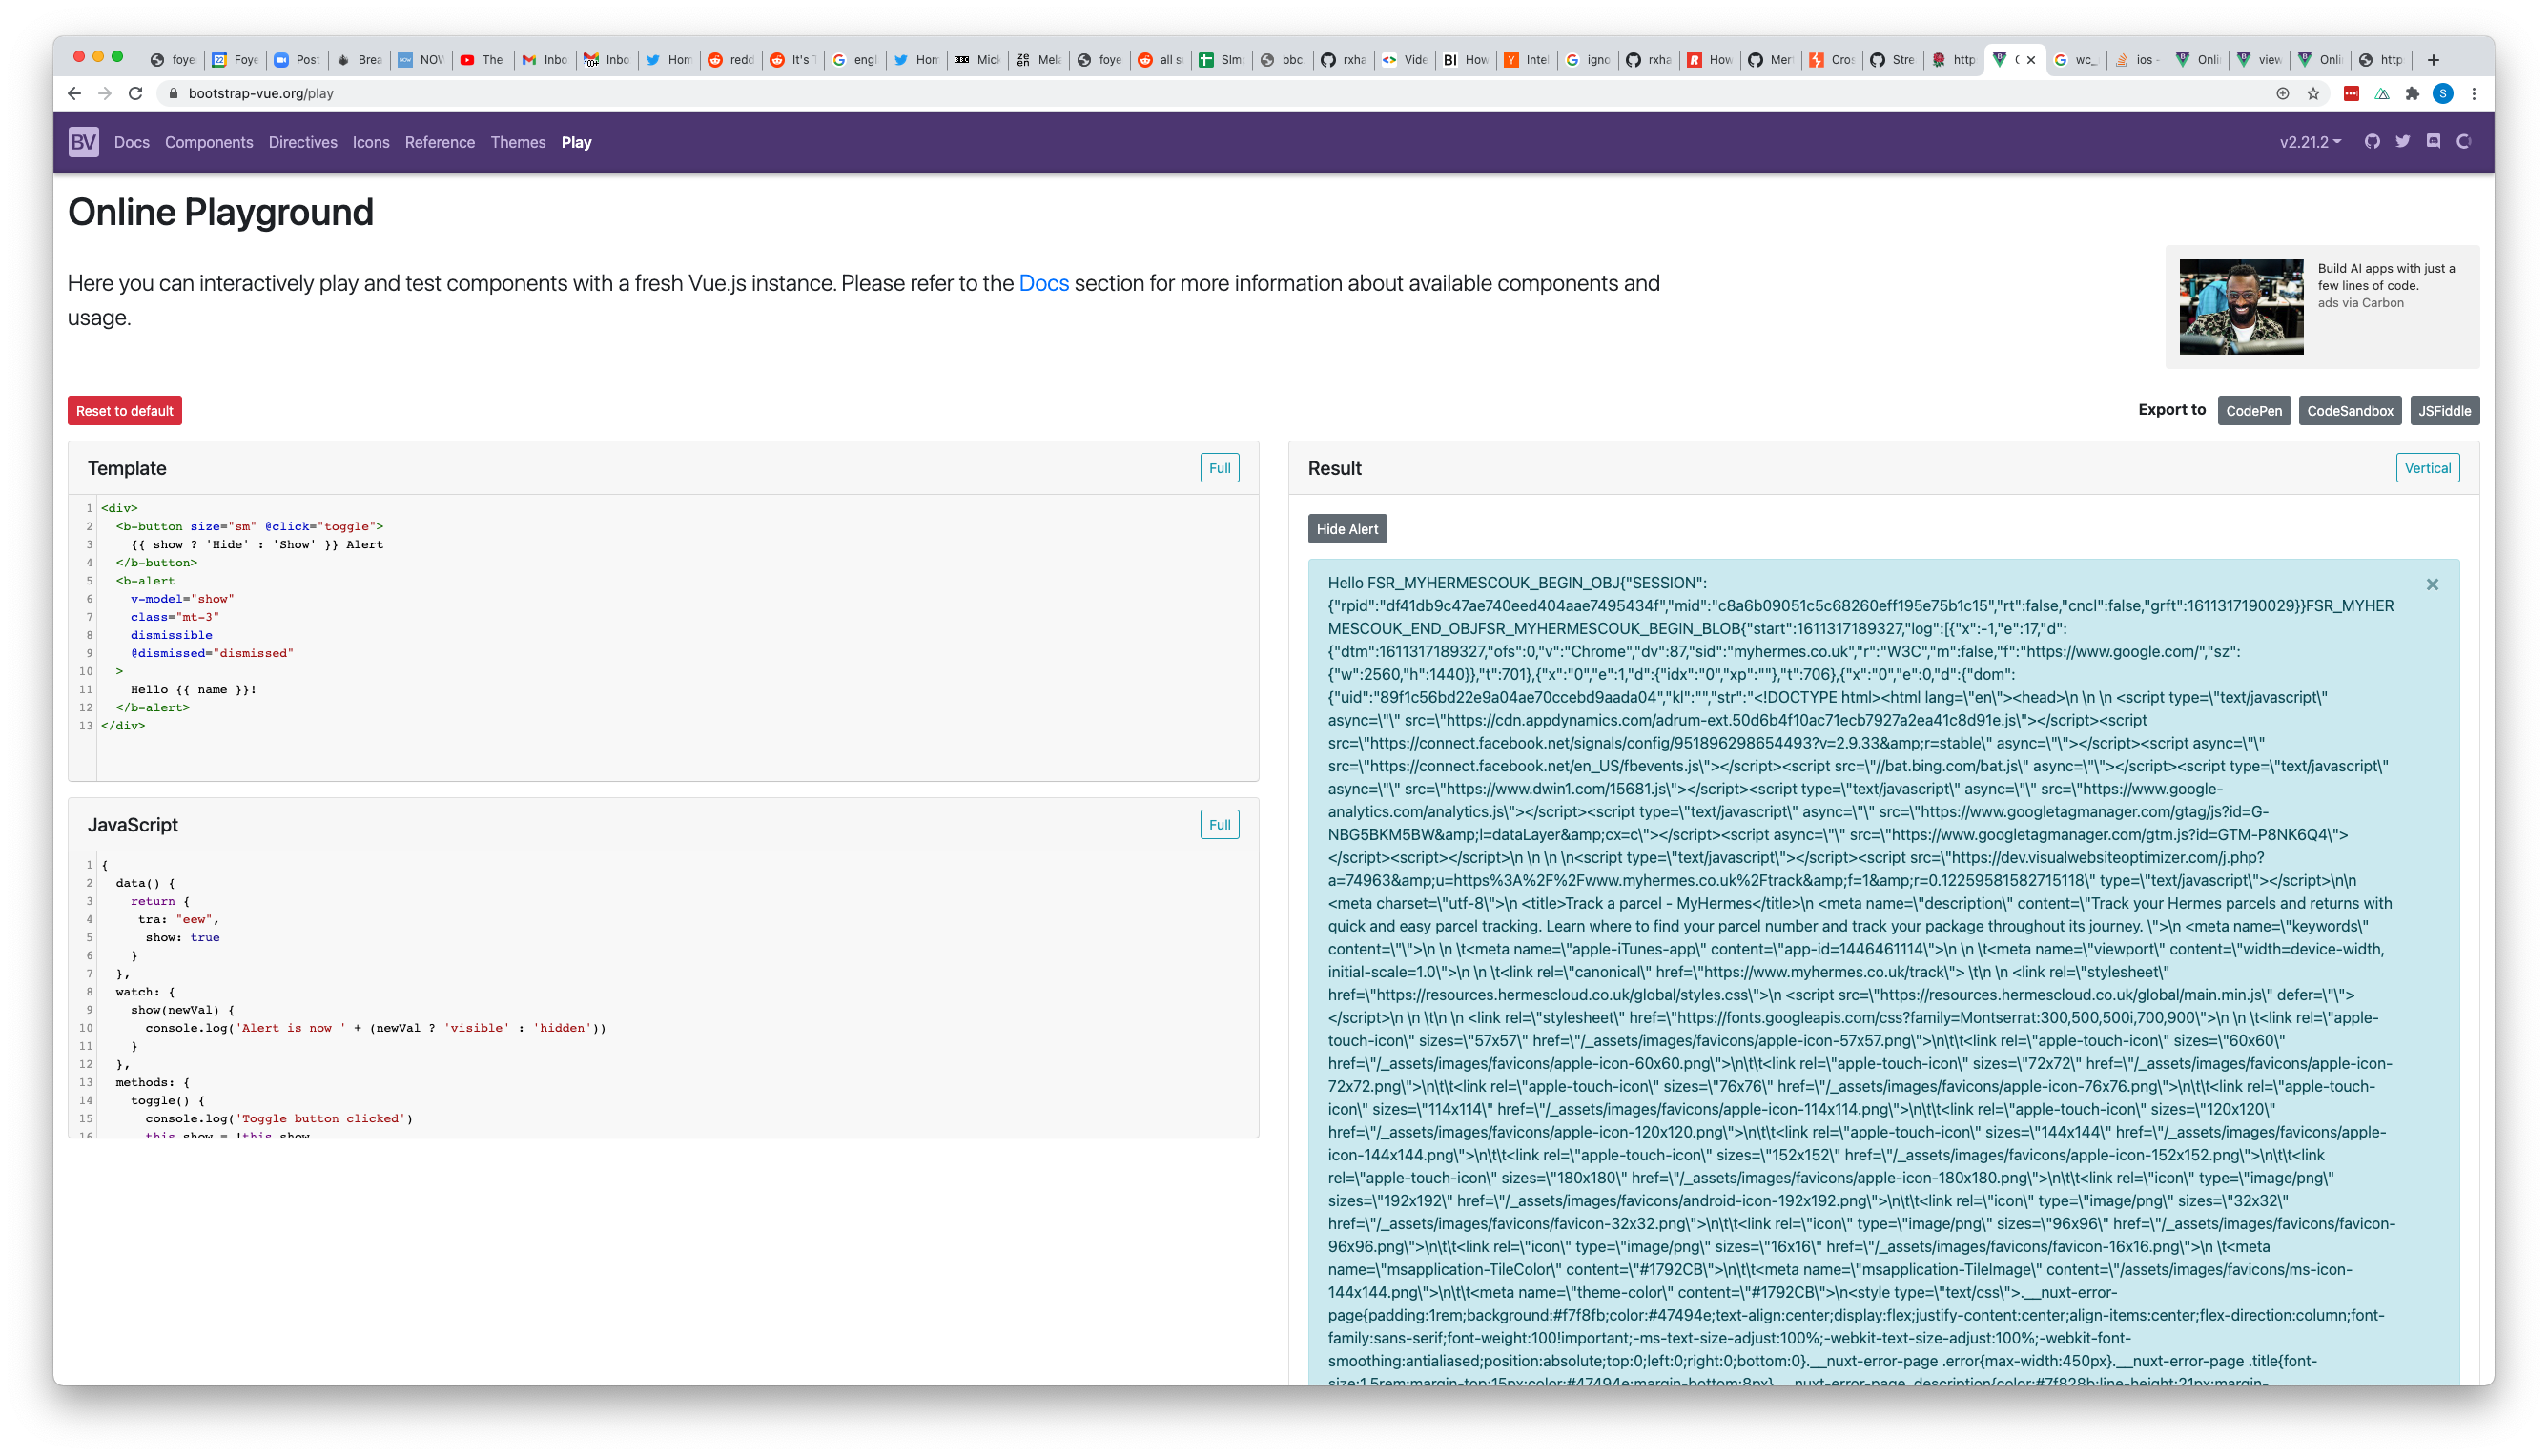 foye
Foye
Post
Brea
NOW
The
Inbo
Inbo
Hom
redd
It's T
engl
Hom
Mick
Mela
foye
all s
SImp
bbc.
rxha
Vide
How
Intel
igno
rxha
How
Mer
Cros
Stre
http
wc_
ios -
Onli
view
Onli
http
bootstrap-vue.org/play
BV Docs Components Directives Icons Reference Themes Play v2.21.2
Online Playground
Here you can interactively play and test components with a fresh Vue.js instance. Please refer to the Docs section for more information about available components and
usage.
Build AI apps with just a
few lines of code.
ads via Carbon
Reset to default
Export to CodePen CodeSandbox JSFiddle
Template Full
1 <div>
2 <b-button size="sm" @click="toggle">
3 {{ show ? 'Hide' : 'Show' }} Alert
4 </b-button>
5 <b-alert
6 v-model="show"
7 class="mt-3"
8 dismissible
9 @dismissed="dismissed"
10 >
11 Hello {{ name }}!
12 </b-alert>
13 </div>
JavaScript Full
1 {
2 data() {
3 return {
4 tra: "eew",
5 show: true
6 }
7 },
8 watch: {
9 show(newVal) {
10 console.log('Alert is now ' + (newVal ? 'visible' : 'hidden'))
11 }
12 },
13 methods: {
14 toggle() {
15 console.log('Toggle button clicked')
16 this.show = !this.show
Result Vertical
Hide Alert
Hello FSR_MYHERMESCOUK_BEGIN_OBJ{"SESSION":
{"rpid":"df41db9c47ae740eed404aae7495434f","mid":"c8a6b09051c5c68260eff195e75b1c15","rt":false,"cncl":false,"grft":1611317190029}}FSR_MYHER
MESCOUK_END_OBJFSR_MYHERMESCOUK_BEGIN_BLOB{"start":1611317189327,"log":[{"x":-1,"e":17,"d":
{"dtm":1611317189327,"ofs":0,"v":"Chrome","dv":87,"sid":"myhermes.co.uk","r":"W3C","m":false,"f":"https://www.google.com/","sz":
{"w":2560,"h":1440}},"t":701},{"x":"0","e":1,"d":{"idx":"0","xp":""},"t":706},{"x":"0","e":0,"d":{"dom":
{"uid":"89f1c56bd22e9a04ae70ccebd9aada04","kl":"","str":"<!DOCTYPE html><html lang=\"en\"><head>\n \n \n <script type=\"text/javascript\"
async=\"\" src=\"https://cdn.appdynamics.com/adrum-ext.50d6b4f10ac71ecb7927a2ea41c8d91e.js\"></script><script
src=\"https://connect.facebook.net/signals/config/951896298654493?v=2.9.33&amp;r=stable\" async=\"\"></script><script async=\"\"
src=\"https://connect.facebook.net/en_US/fbevents.js\"></script><script src=\"//bat.bing.com/bat.js\" async=\"\"></script><script type=\"text/javascript\"
async=\"\" src=\"https://www.dwin1.com/15681.js\"></script><script type=\"text/javascript\" async=\"\" src=\"https://www.google-
analytics.com/analytics.js\"></script><script type=\"text/javascript\" async=\"\" src=\"https://www.googletagmanager.com/gtag/js?id=G-
NBG5BKM5BW&amp;l=dataLayer&amp;cx=c\"></script><script async=\"\" src=\"https://www.googletagmanager.com/gtm.js?id=GTM-P8NK6Q4\">
</script><script></script>\n \n \n \n<script type=\"text/javascript\"></script><script src=\"https://dev.visualwebsiteoptimizer.com/j.php?
a=74963&amp;u=https%3A%2F%2Fwww.myhermes.co.uk%2Ftrack&amp;f=1&amp;r=0.12259581582715118\" type=\"text/javascript\"></script>\n\n
<meta charset=\"utf-8\">\n <title>Track a parcel - MyHermes</title>\n <meta name=\"description\" content=\"Track your Hermes parcels and returns with
quick and easy parcel tracking. Learn where to find your parcel number and track your package throughout its journey. \">\n <meta name=\"keywords\"
content=\"\">\n \n \t<meta name=\"apple-iTunes-app\" content=\"app-id=1446461114\">\n \n \t<meta name=\"viewport\" content=\"width=device-width,
initial-scale=1.0\">\n \n \t<link rel=\"canonical\" href=\"https://www.myhermes.co.uk/track\"> \t\n \n <link rel=\"stylesheet\"
href=\"https://resources.hermescloud.co.uk/global/styles.css\">\n <script src=\"https://resources.hermescloud.co.uk/global/main.min.js\" defer=\"\">
</script>\n \n \t\n \n <link rel=\"stylesheet\" href=\"https://fonts.googleapis.com/css?family=Montserrat:300,500,500i,700,900\">\n \n \t<link rel=\"apple-
touch-icon\" sizes=\"57x57\" href=\"/_assets/images/favicons/apple-icon-57x57.png\">\n\t\t<link rel=\"apple-touch-icon\" sizes=\"60x60\"
href=\"/_assets/images/favicons/apple-icon-60x60.png\">\n\t\t<link rel=\"apple-touch-icon\" sizes=\"72x72\" href=\"/_assets/images/favicons/apple-icon-
72x72.png\">\n\t\t<link rel=\"apple-touch-icon\" sizes=\"76x76\" href=\"/_assets/images/favicons/apple-icon-76x76.png\">\n\t\t<link rel=\"apple-touch-
icon\" sizes=\"114x114\" href=\"/_assets/images/favicons/apple-icon-114x114.png\">\n\t\t<link rel=\"apple-touch-icon\" sizes=\"120x120\"
href=\"/_assets/images/favicons/apple-icon-120x120.png\">\n\t\t<link rel=\"apple-touch-icon\" sizes=\"144x144\" href=\"/_assets/images/favicons/apple-
icon-144x144.png\">\n\t\t<link rel=\"apple-touch-icon\" sizes=\"152x152\" href=\"/_assets/images/favicons/apple-icon-152x152.png\">\n\t\t<link
rel=\"apple-touch-icon\" sizes=\"180x180\" href=\"/_assets/images/favicons/apple-icon-180x180.png\">\n\t\t<link rel=\"icon\" type=\"image/png\"
sizes=\"192x192\" href=\"/_assets/images/favicons/android-icon-192x192.png\">\n\t\t<link rel=\"icon\" type=\"image/png\" sizes=\"32x32\"
href=\"/_assets/images/favicons/favicon-32x32.png\">\n\t\t<link rel=\"icon\" type=\"image/png\" sizes=\"96x96\" href=\"/_assets/images/favicons/favicon-
96x96.png\">\n\t\t<link rel=\"icon\" type=\"image/png\" sizes=\"16x16\" href=\"/_assets/images/favicons/favicon-16x16.png\">\n \t<meta
name=\"msapplication-TileColor\" content=\"#1792CB\">\n\t\t<meta name=\"msapplication-TileImage\" content=\"/assets/images/favicons/ms-icon-
144x144.png\">\n\t\t<meta name=\"theme-color\" content=\"#1792CB\">\n<style type=\"text/css\">.__nuxt-error-
page{padding:1rem;background:#f7f8fb;color:#47494e;text-align:center;display:flex;justify-content:center;align-items:center;flex-direction:column;font-
family:sans-serif;font-weight:100!important;-ms-text-size-adjust:100%;-webkit-text-size-adjust:100%;-webkit-font-
smoothing:antialiased;position:absolute;top:0;left:0;right:0;bottom:0}.__nuxt-error-page .error{max-width:450px}.__nuxt-error-page .title{font-
size:1.5rem;margin-top:15px;color:#47494e;margin-bottom:8px}.__nuxt-error-page .description{color:#7f828b;line-height:21px;margin-